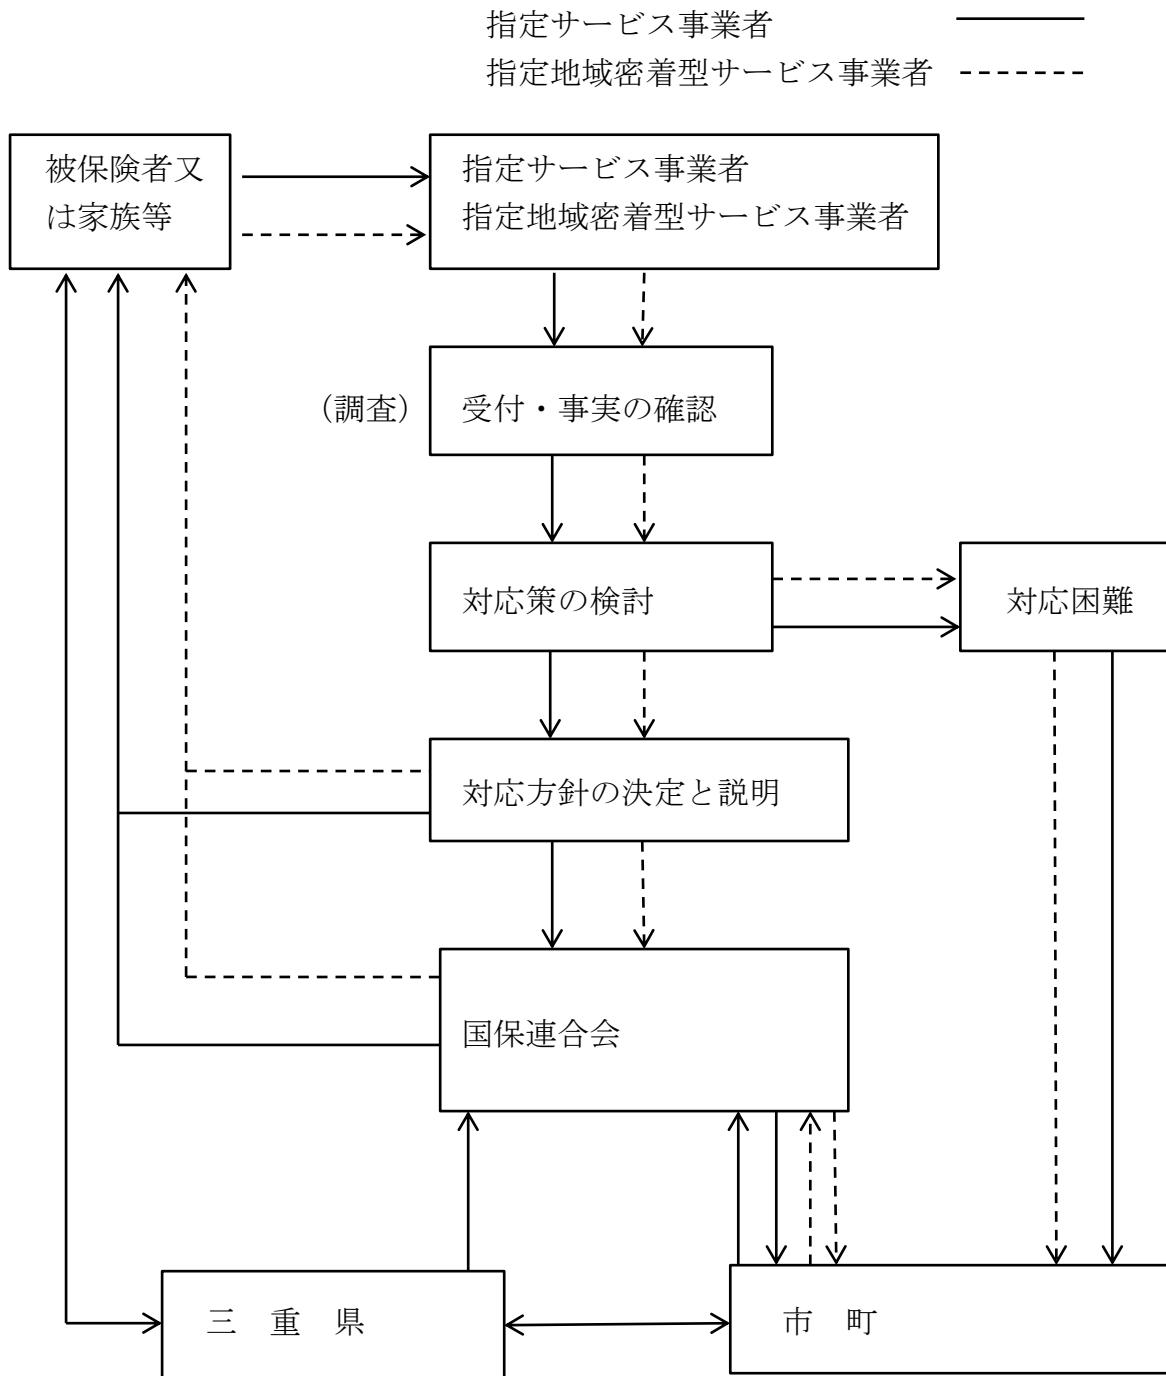 指定サービス事業者
指定地域密着型サービス事業者
被保険者又
は家族等
指定サービス事業者
指定地域密着型サービス事業者
（調査）
受付・事実の確認
対応策の検討
対応困難
対応方針の決定と説明
国保連合会
三　重　県
市　町